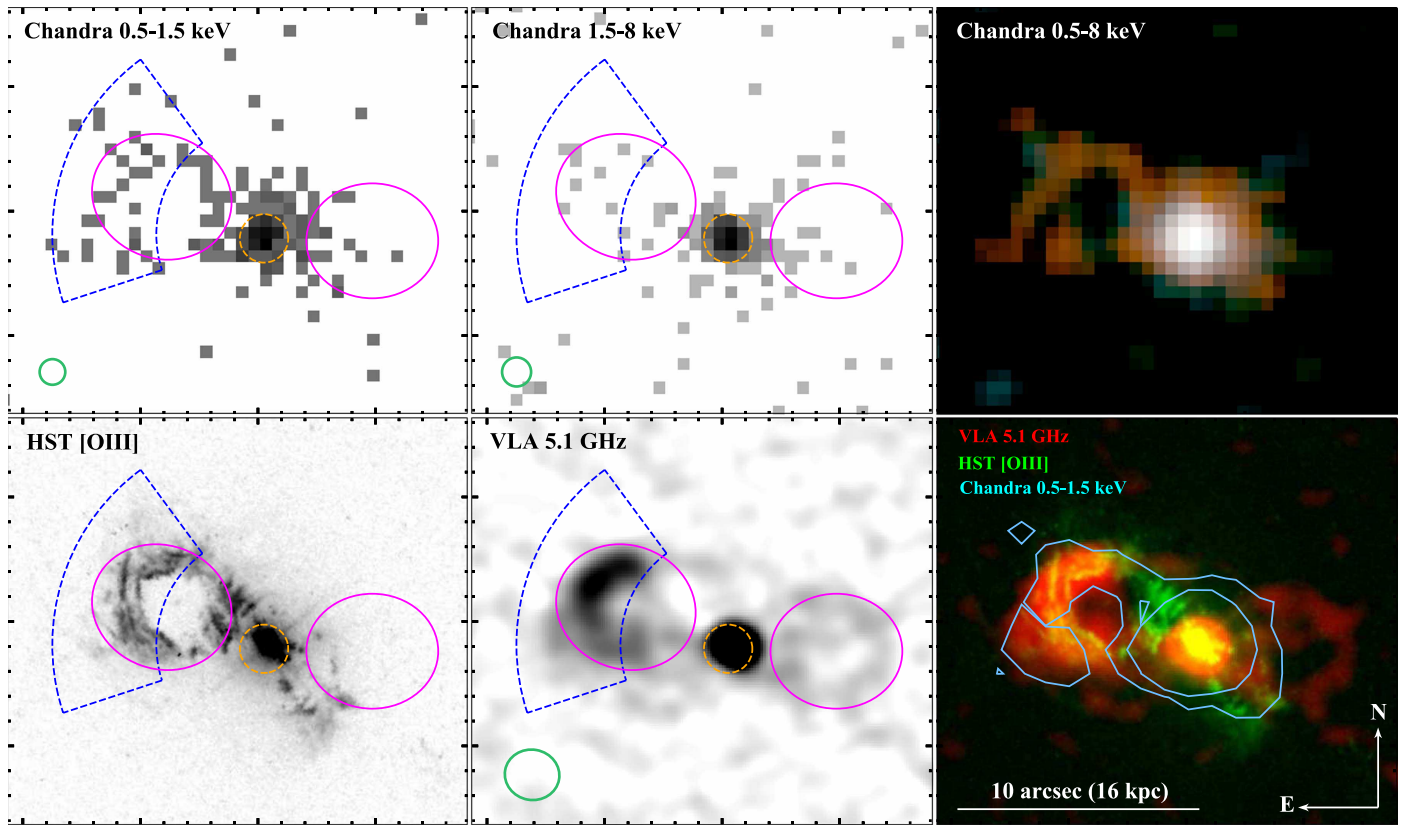 Chandra 0.5-1.5 keV
Chandra 1.5-8 keV
Chandra 0.5-8 keV
HST [OIII]
VLA 5.1 GHz
VLA 5.1 GHz
HST [OIII]
Chandra 0.5-1.5 keV
N
10 arcsec (16 kpc)
E